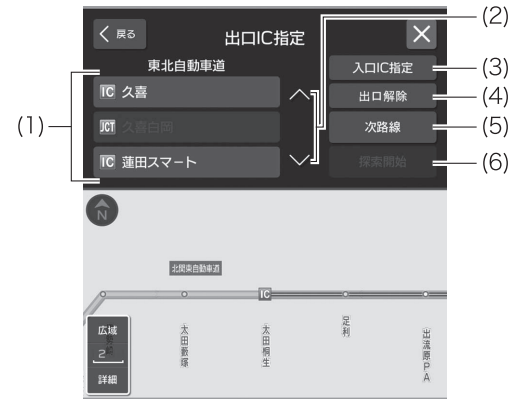 戻る
出口IC指定
東北自動車道
IC 久喜
JCT 久喜白岡
IC 蓮田スマート
入口IC指定
出口解除
次路線
探索開始
(1)
(2)
(3)
(4)
(5)
(6)
N
北関東自動車道
IC
太田藪塚
太田桐生
足利
出流原PA
広域
2
詳細